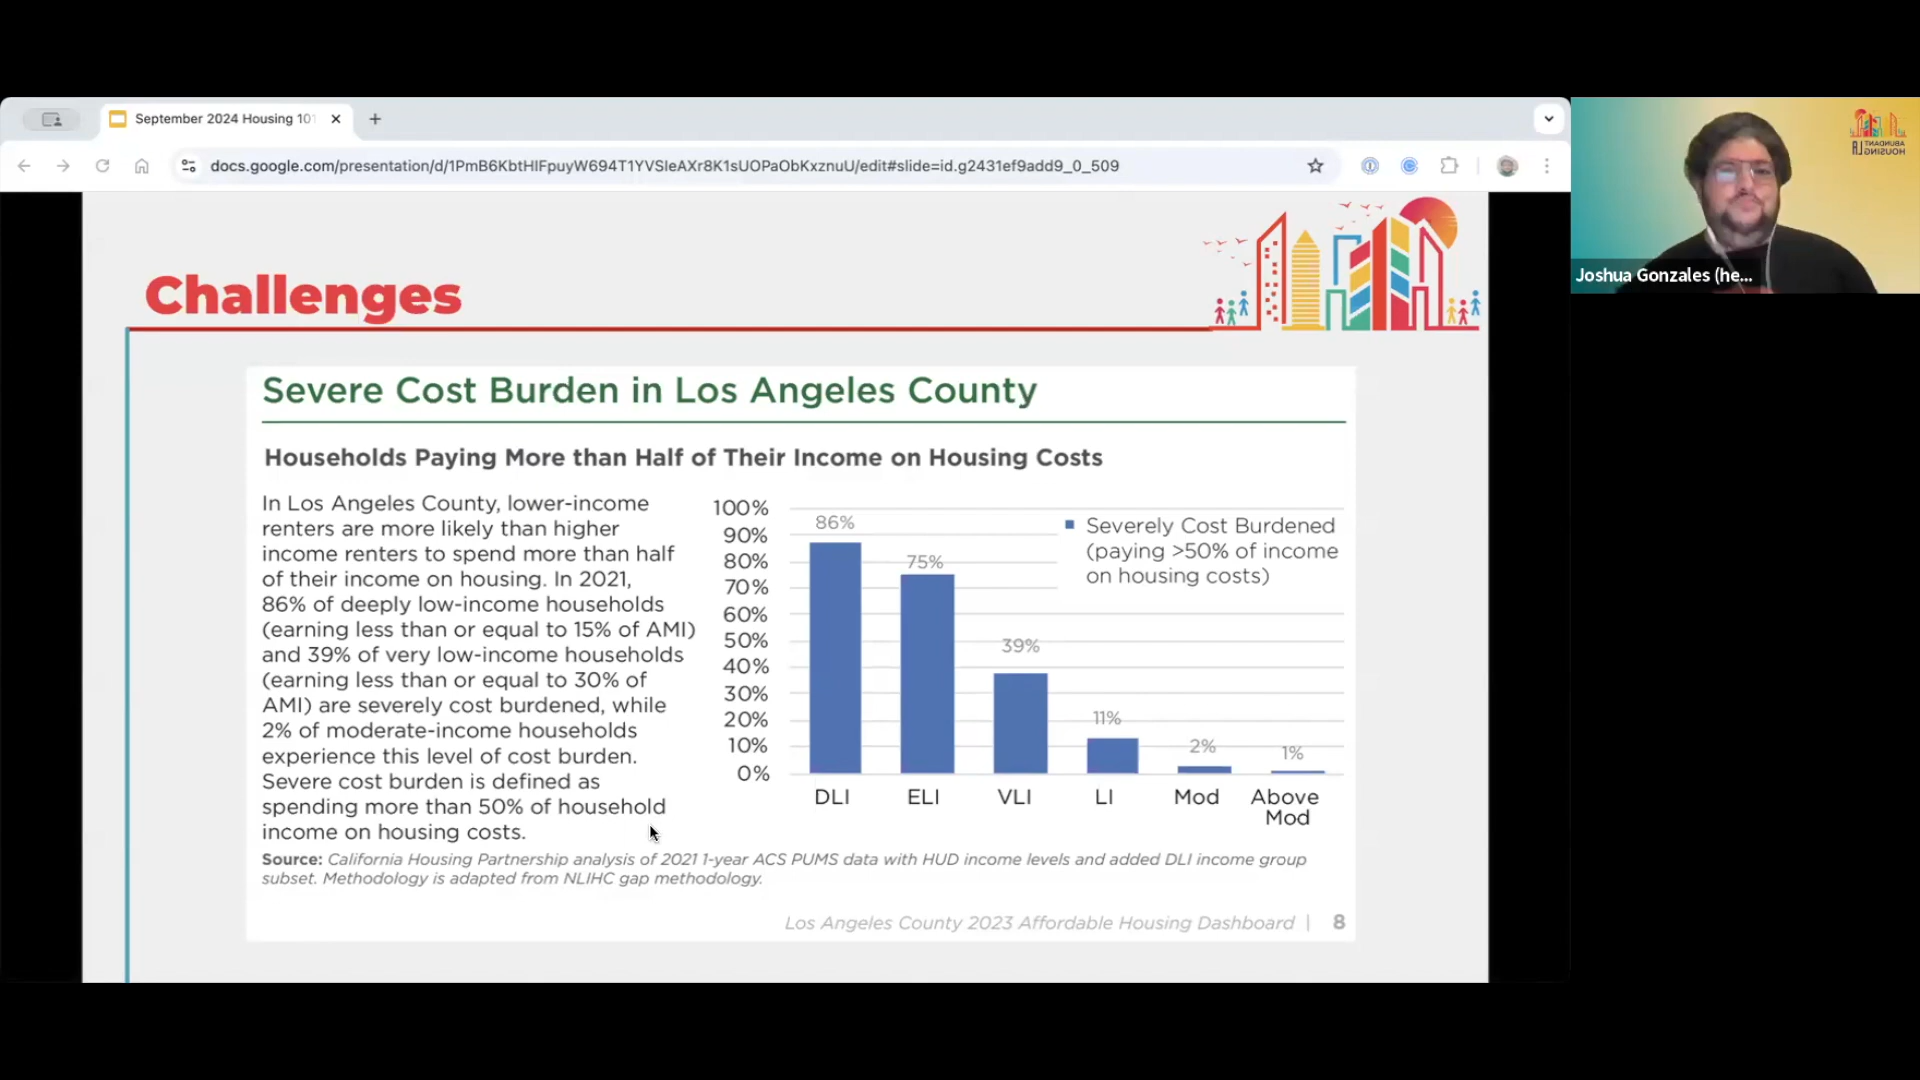 September 2024 Housing 101
docs.google.com/presentation/d/1PmB6KbtHIFpuyW694T1YVSleAXr8K1sUOPaObKxznuU/edit#slide=id.g2431ef9add9_0_509
ABUNDANT
HOUSING LA
Joshua Gonzales (he...
Challenges
Severe Cost Burden in Los Angeles County
Households Paying More than Half of Their Income on Housing Costs
In Los Angeles County, lower-income
renters are more likely than higher
income renters to spend more than half
of their income on housing. In 2021,
86% of deeply low-income households
(earning less than or equal to 15% of AMI)
and 39% of very low-income households
(earning less than or equal to 30% of
AMI) are severely cost burdened, while
2% of moderate-income households
experience this level of cost burden.
Severe cost burden is defined as
spending more than 50% of household
income on housing costs.
100%
90%
80%
70%
60%
50%
40%
30%
20%
10%
0%
86%
75%
39%
11%
2%
1%
Severely Cost Burdened
(paying >50% of income
on housing costs)
DLI
ELI
VLI
LI
Mod
Above
Mod
Source: California Housing Partnership analysis of 2021 1-year ACS PUMS data with HUD income levels and added DLI income group
subset. Methodology is adapted from NLIHC gap methodology.
Los Angeles County 2023 Affordable Housing Dashboard | 8